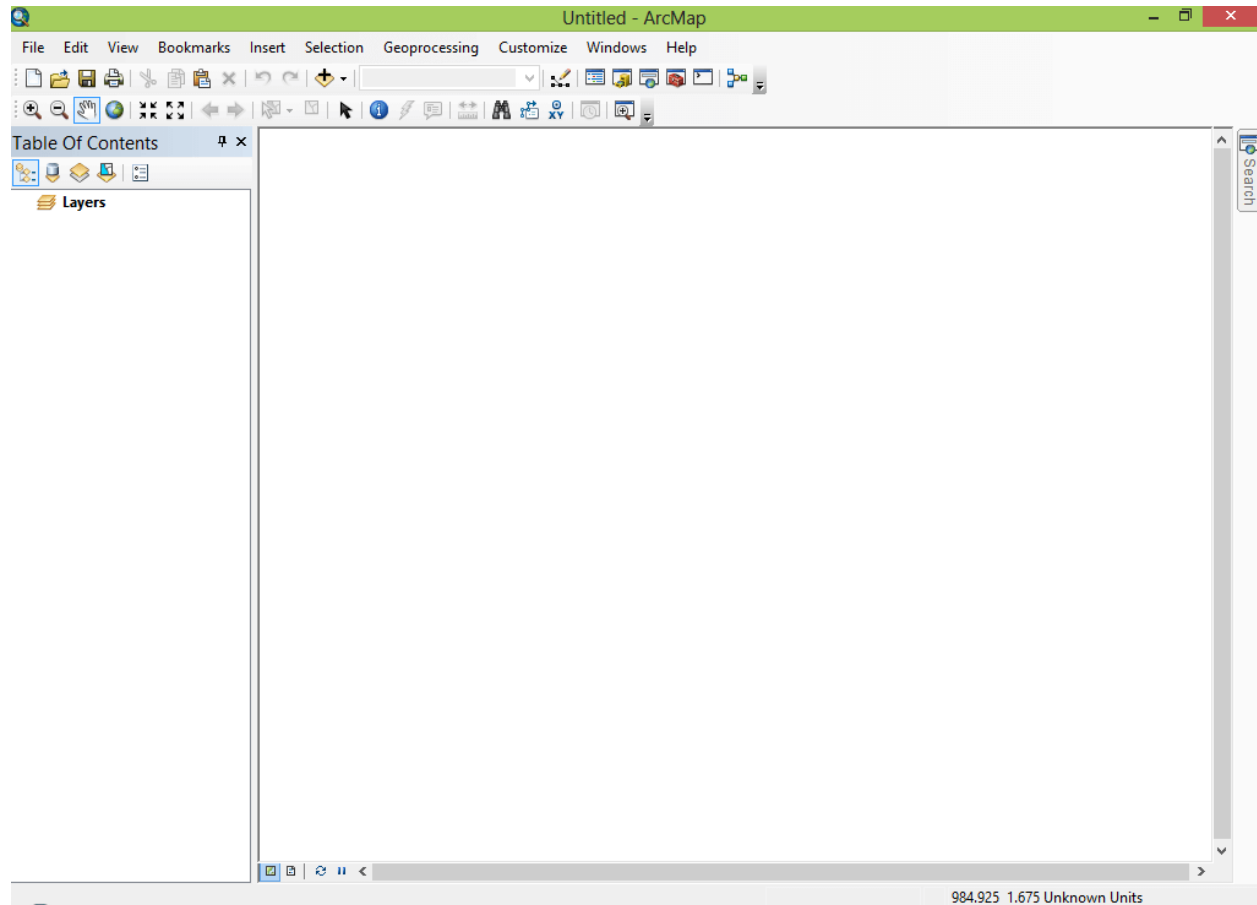 Untitled - ArcMap
File Edit View Bookmarks Insert Selection Geoprocessing Customize Windows Help
Table Of Contents
Layers
Search
984.925 1.675 Unknown Units